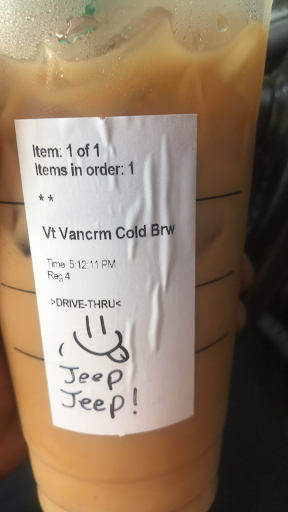 Item: 1 of 1
Items in order: 1
**
Vt Vancrm Cold Brw
Time 5:12:11 PM
Reg 4
>DRIVE-THRU<
Jeep
Jeep!